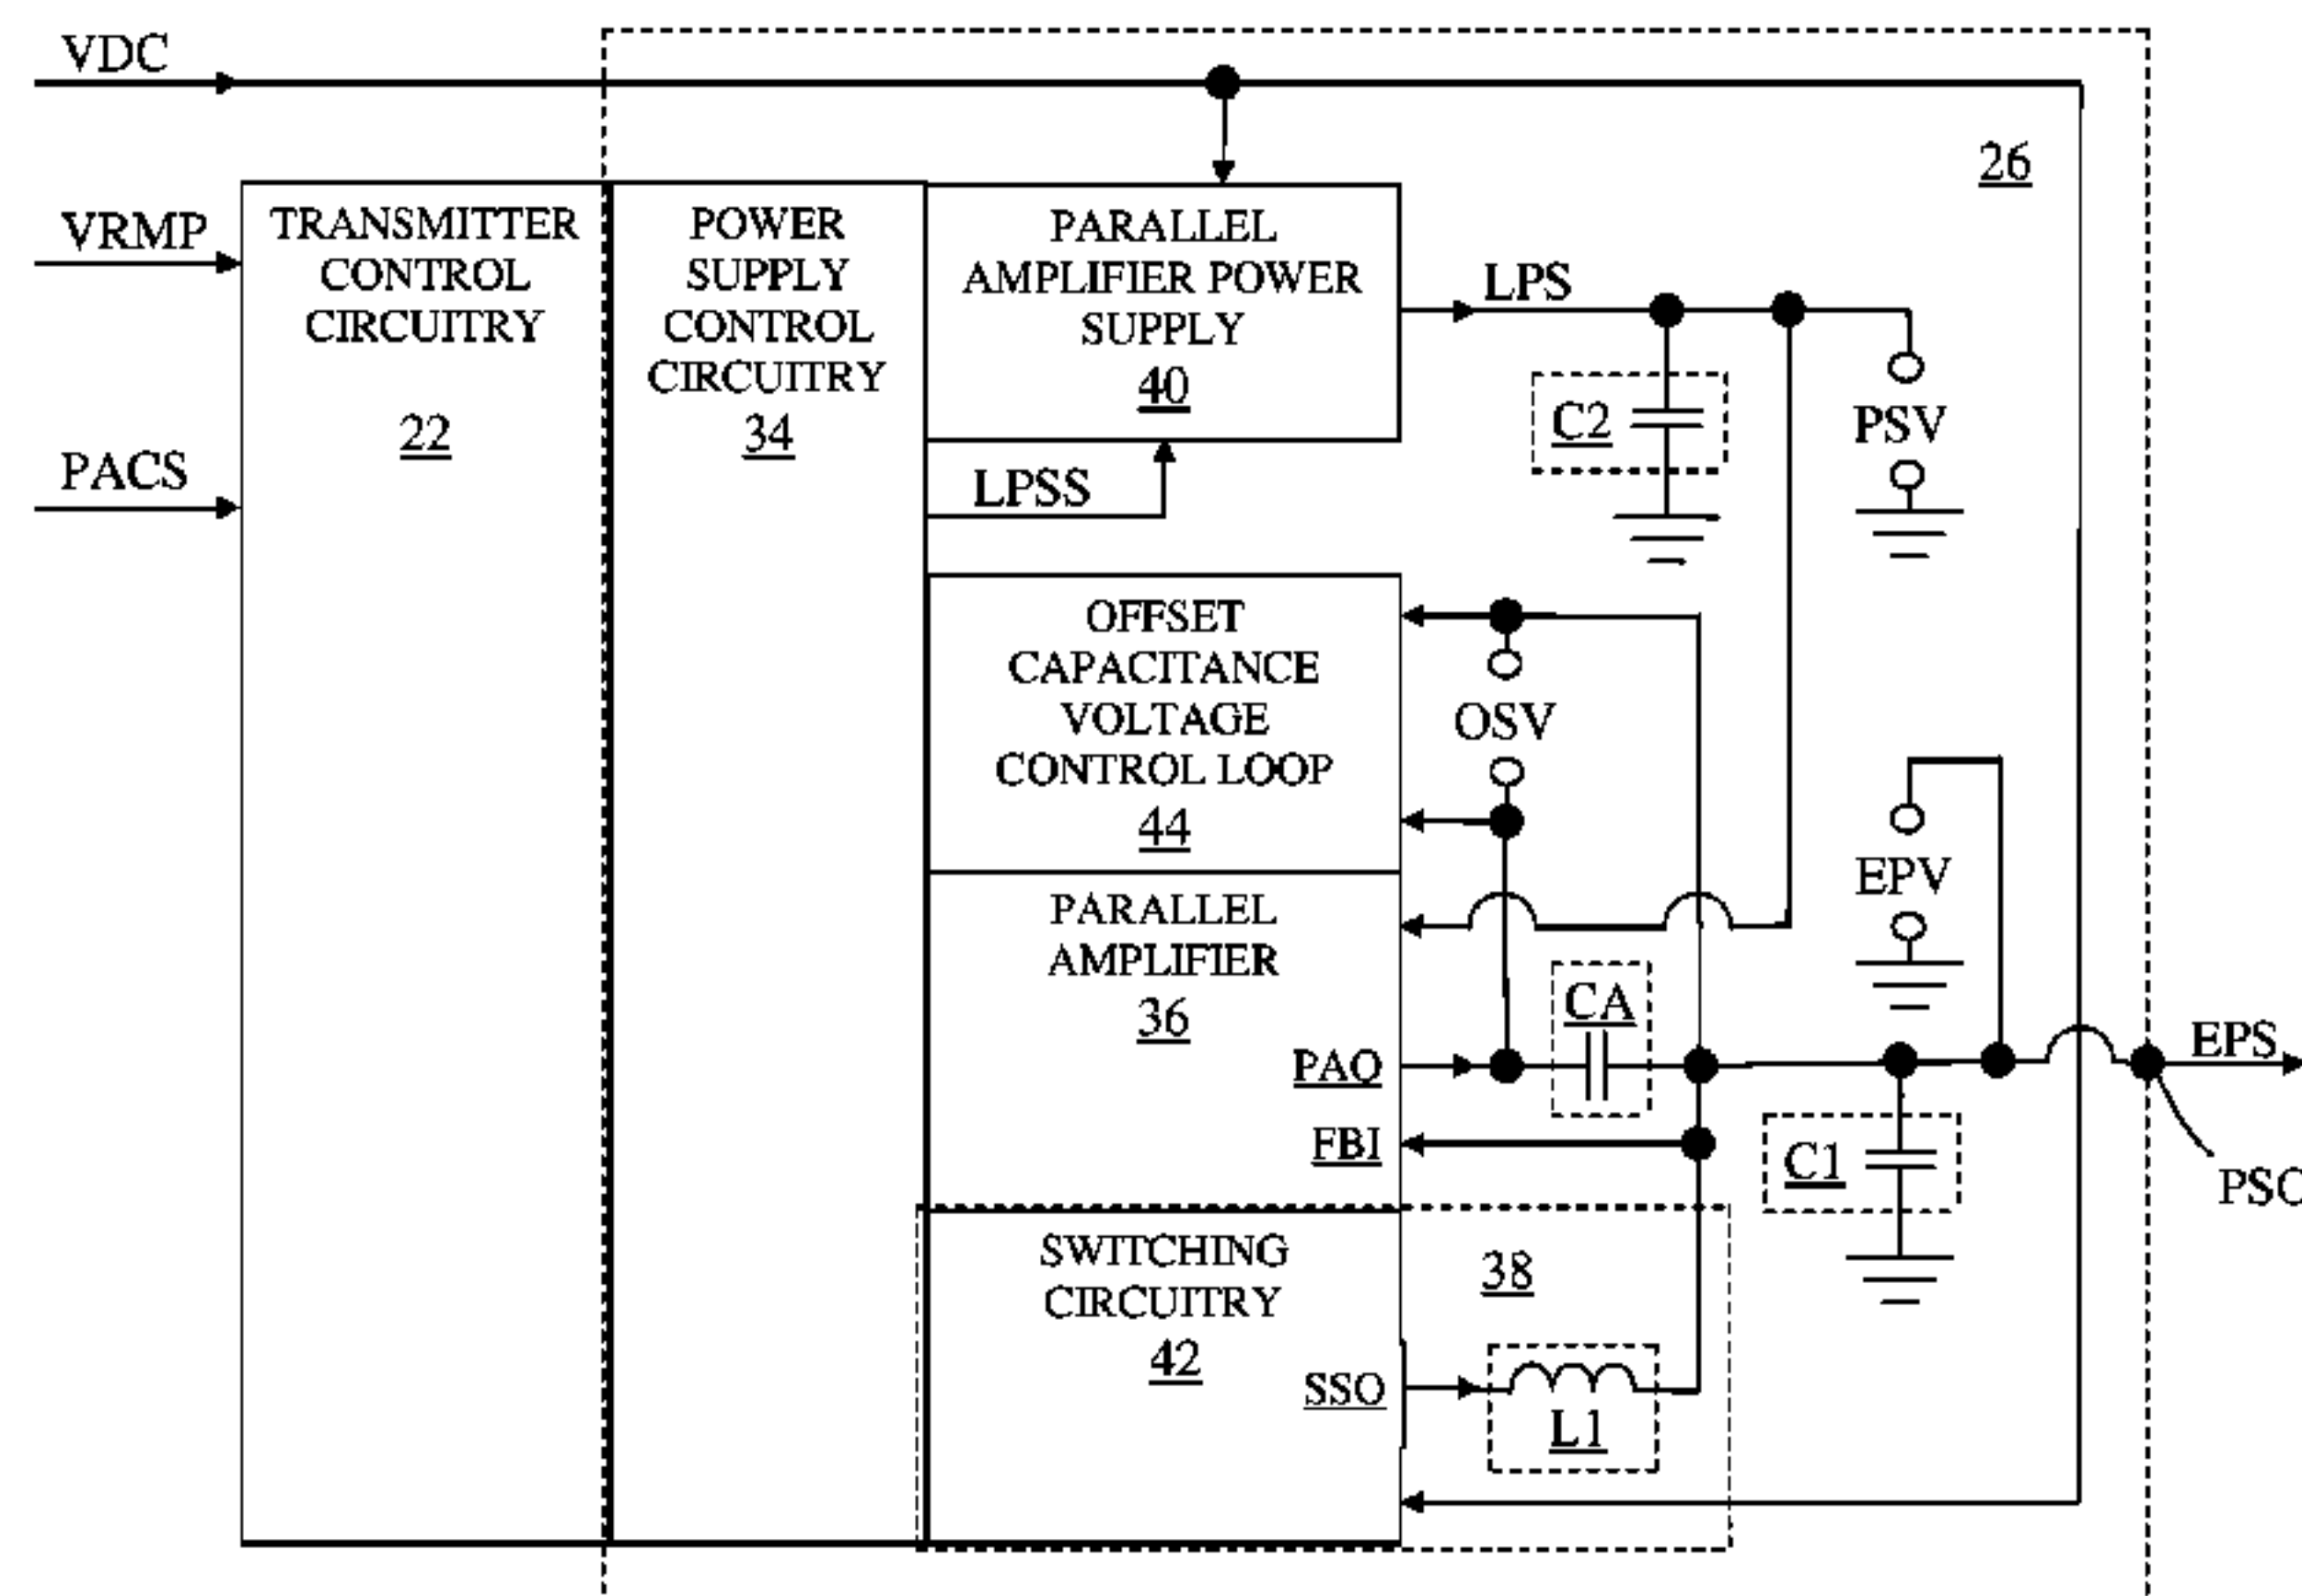 VDC
26
VRMP
PACS
TRANSMITTER
CONTROL
CIRCUITRY
22
POWER
SUPPLY
CONTROL
CIRCUITRY
34
PARALLEL
AMPLIFIER POWER
SUPPLY
40
LPS
C2
PSV
LPSS
OFFSET
CAPACITANCE
VOLTAGE
CONTROL LOOP
44
OSV
EPV
PARALLEL
AMPLIFIER
36
CA
PAO
EPS
FBI
C1
PSO
SWITCHING
CIRCUITRY
42
38
SSO
L1